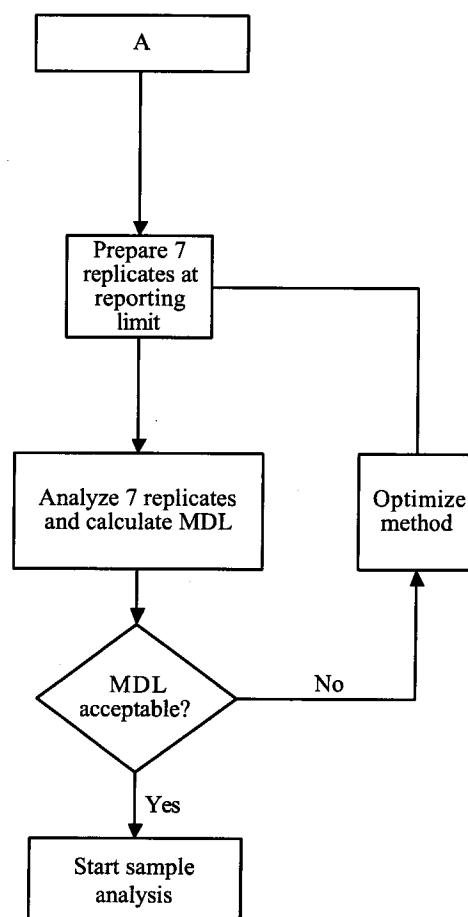 A
Prepare 7
replicates at
reporting
limit
Analyze 7 replicates
and calculate MDL
Optimize
method
MDL
acceptable?
No
Yes
Start sample
analysis